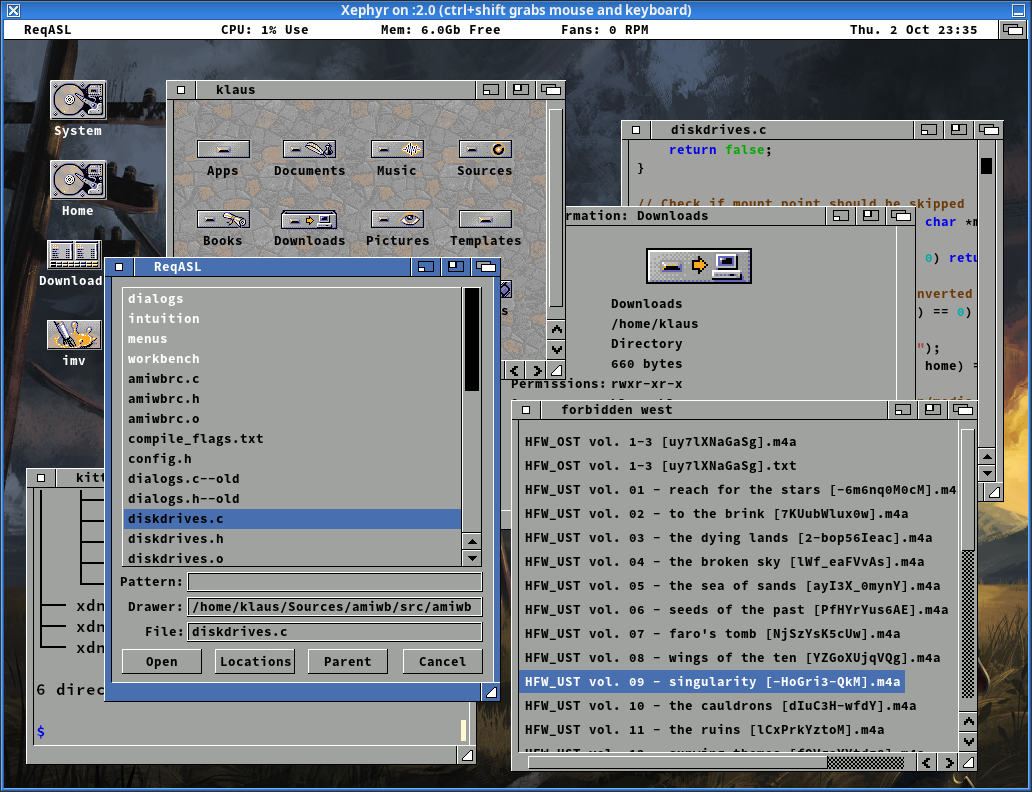 Xephyr on :2.0 (ctrl+shift grabs mouse and keyboard)
ReqASL CPU: 1% Use Mem: 6.0Gb Free Fans: 0 RPM Thu. 2 Oct 23:35
System
Home
Download
imv
klaus
Apps Documents Music Sources
Books Downloads Pictures Templates
diskdrives.c
return false;
}
// Check if mount point should be skipped
char *m
0) retu
nverted
) == 0)
");
home) =
rmation: Downloads
Downloads
/home/klaus
Directory
660 bytes
Permissions: rwxr-xr-x
ReqASL
dialogs
intuition
menus
workbench
amiwbrc.c
amiwbrc.h
amiwbrc.o
compile_flags.txt
config.h
dialogs.c--old
dialogs.h--old
diskdrives.c
diskdrives.h
diskdrives.o
Pattern:
Drawer: /home/klaus/Sources/amiwb/src/amiwb
File: diskdrives.c
Open Locations Parent Cancel
kitt
xdn
xdn
xdn
6 direc
$
forbidden west
HFW_OST vol. 1-3 [uy7lXNaGaSg].m4a
HFW_OST vol. 1-3 [uy7lXNaGaSg].txt
HFW_UST vol. 01 - reach for the stars [-6m6nq0M0cM].m4
HFW_UST vol. 02 - to the brink [7KUubWlux0w].m4a
HFW_UST vol. 03 - the dying lands [2-bop56Ieac].m4a
HFW_UST vol. 04 - the broken sky [lWf_eaFVvAs].m4a
HFW_UST vol. 05 - the sea of sands [ayI3X_0mynY].m4a
HFW_UST vol. 06 - seeds of the past [PfHYrYus6AE].m4a
HFW_UST vol. 07 - faro's tomb [NjSzYsK5cUw].m4a
HFW_UST vol. 08 - wings of the ten [YZGoXUjqVQg].m4a
HFW_UST vol. 09 - singularity [-HoGri3-QkM].m4a
HFW_UST vol. 10 - the cauldrons [dIuC3H-wfdY].m4a
HFW_UST vol. 11 - the ruins [lCxPrkYztoM].m4a